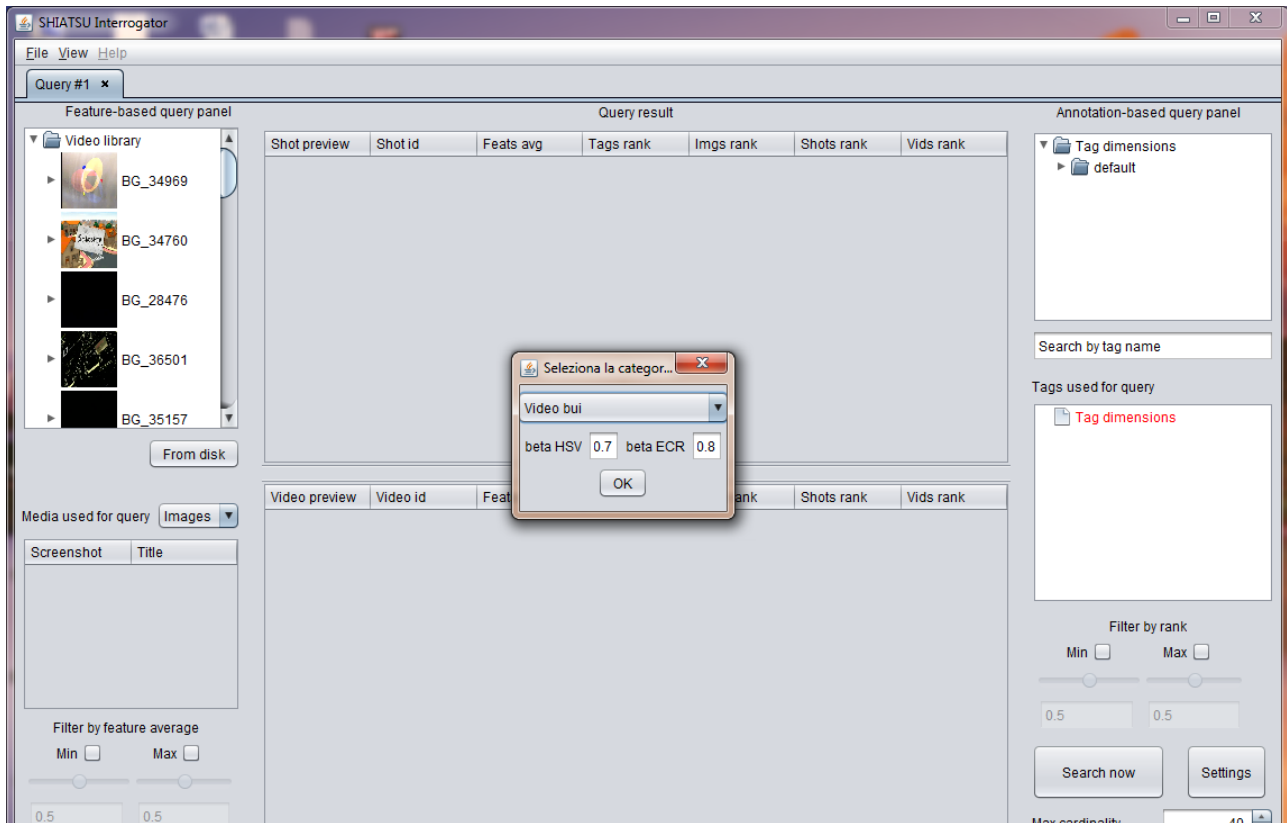 SHIATSU Interrogator
File View Help
Query #1 ×
Feature-based query panel
Video library
BG_34969
BG_34760
BG_28476
BG_36501
BG_35157
From disk
Media used for query Images
Screenshot Title
Filter by feature average
Min Max
0.5 0.5
Query result
Shot preview Shot id Feats avg Tags rank Imgs rank Shots rank Vids rank
Seleziona la categor...
Video bui
beta HSV 0.7 beta ECR 0.8
OK
Video preview Video id Feat ank Shots rank Vids rank
Annotation-based query panel
Tag dimensions
default
Search by tag name
Tags used for query
Tag dimensions
Filter by rank
Min Max
0.5 0.5
Search now Settings
Max cardinality 40